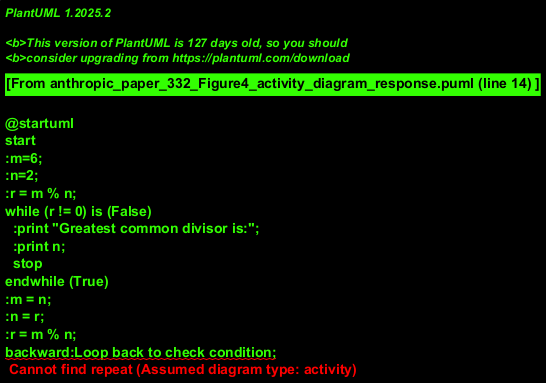 PlantUML 1.2025.2
<b>This version of PlantUML is 127 days old, so you should
<b>consider upgrading from https://plantuml.com/download
[From anthropic_paper_332_Figure4_activity_diagram_response.puml (line 14) ]
@startuml
start
:m=6;
:n=2;
:r = m % n;
while (r != 0) is (False)
:print "Greatest common divisor is:";
:print n;
stop
endwhile (True)
:m = n;
:n = r;
:r = m % n;
backward:Loop back to check condition;
Cannot find repeat (Assumed diagram type: activity)